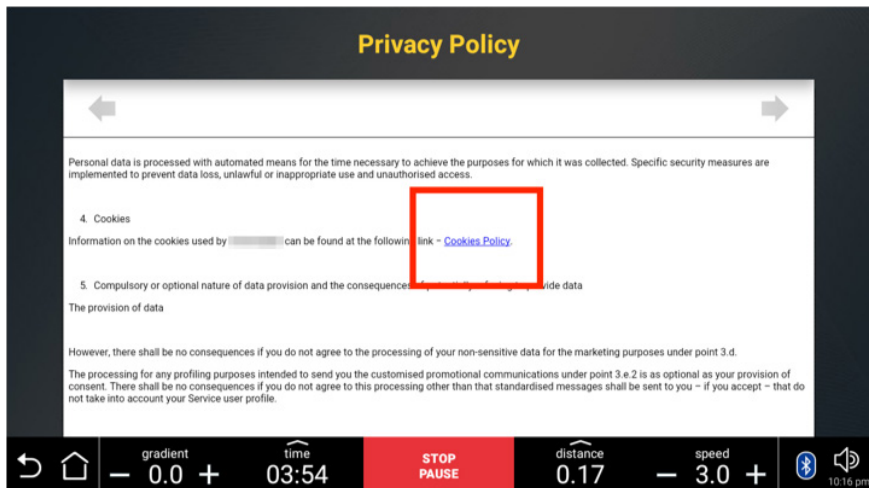 Privacy Policy
Personal data is processed with automated means for the time necessary to achieve the purposes for which it was collected. Specific security measures are
implemented to prevent data loss, unlawful or inappropriate use and unauthorised access.
4. Cookies
Information on the cookies used by can be found at the following link - Cookies Policy.
5. Compulsory or optional nature of data provision and the consequences provide data
The provision of data
However, there shall be no consequences if you do not agree to the processing of your non-sensitive data for the marketing purposes under point 3.d.
The processing for any profiling purposes intended to send you the customised promotional communications under point 3.e.2 is as optional as your provision of
consent. There shall be no consequences if you do not agree to this processing other than that standardised messages shall be sent to you – if you accept – that do
not take into account your Service user profile.
gradient time STOP distance speed
– 0.0 + 03:54 PAUSE 0.17 – 3.0 +
10:16 pm